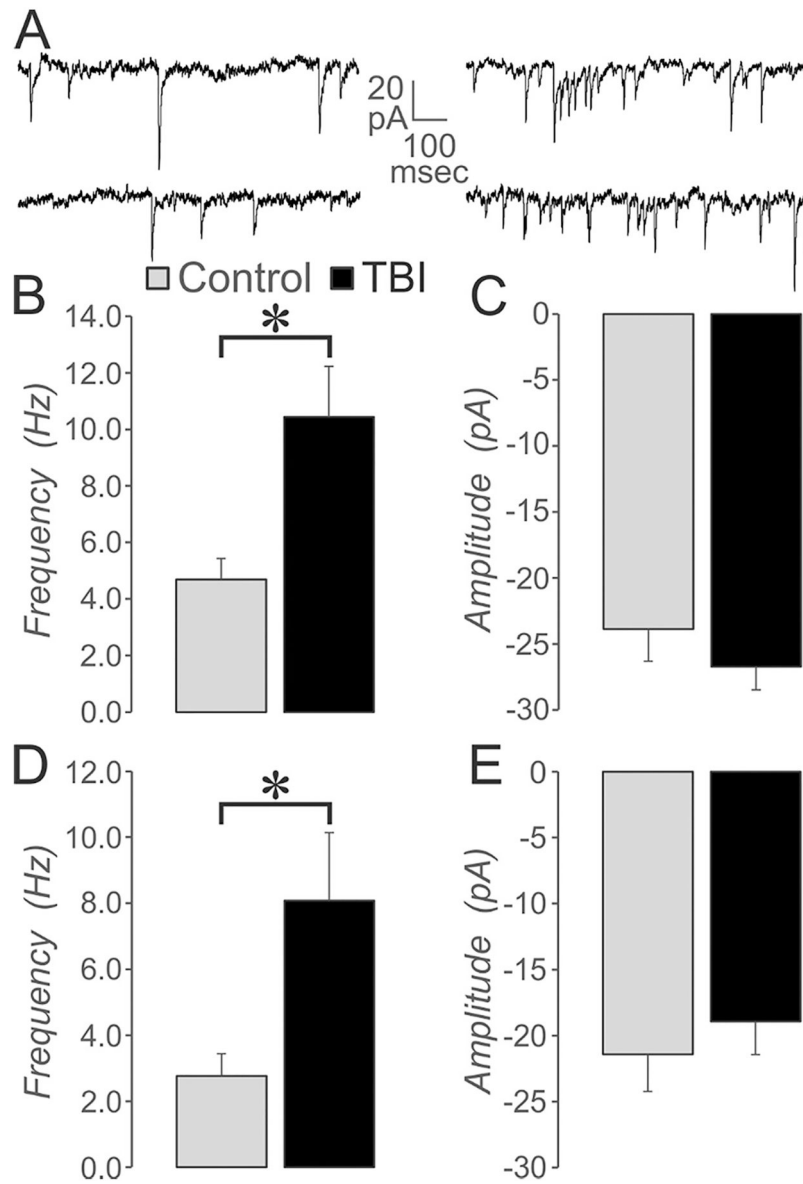 A
20
pA
100
msec
Control TBI
B
Frequency (Hz)
14.0
12.0
10.0
8.0
6.0
4.0
2.0
0.0
*
C
Amplitude (pA)
0
-5
-10
-15
-20
-25
-30
D
Frequency (Hz)
12.0
10.0
8.0
6.0
4.0
2.0
0.0
*
E
Amplitude (pA)
0
-5
-10
-15
-20
-25
-30